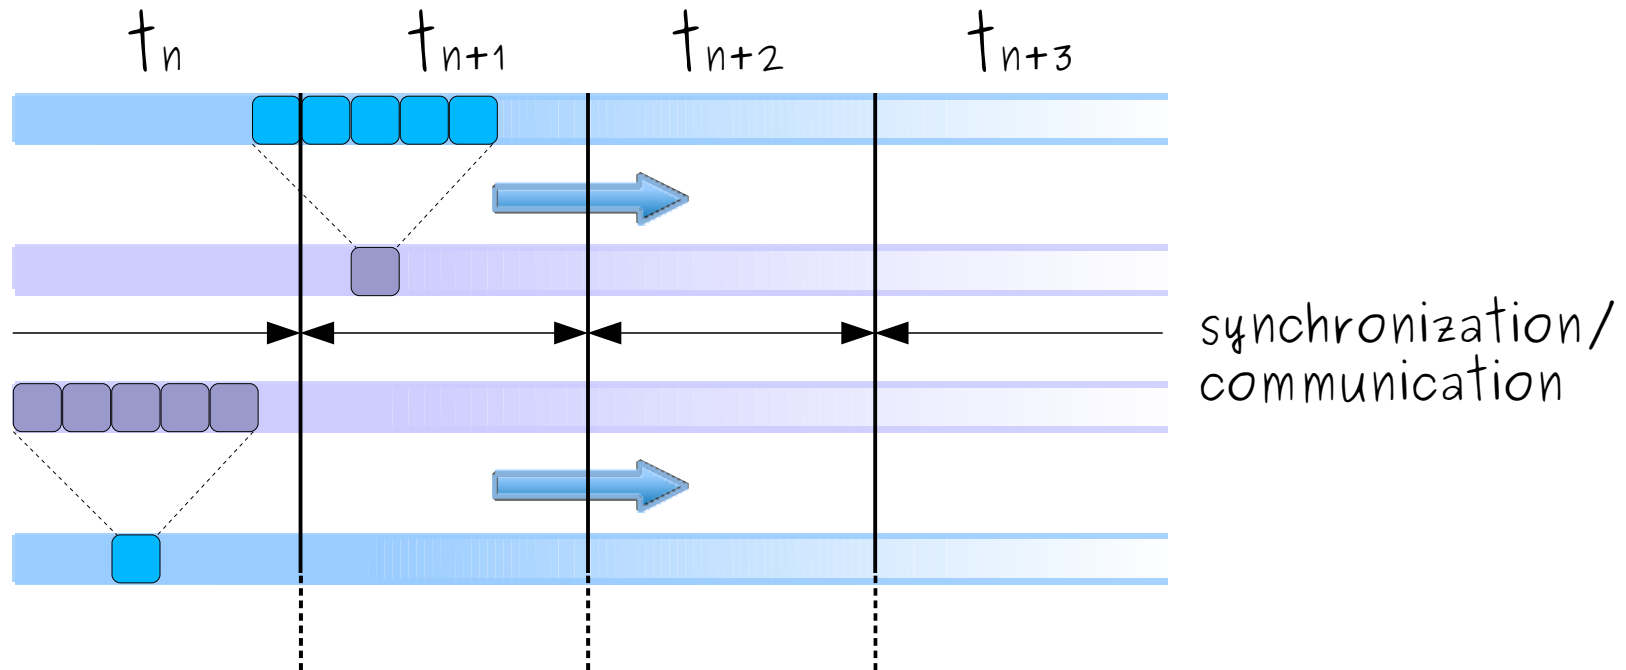 tn tn+1 tn+2 tn+3
synchronization/
communication